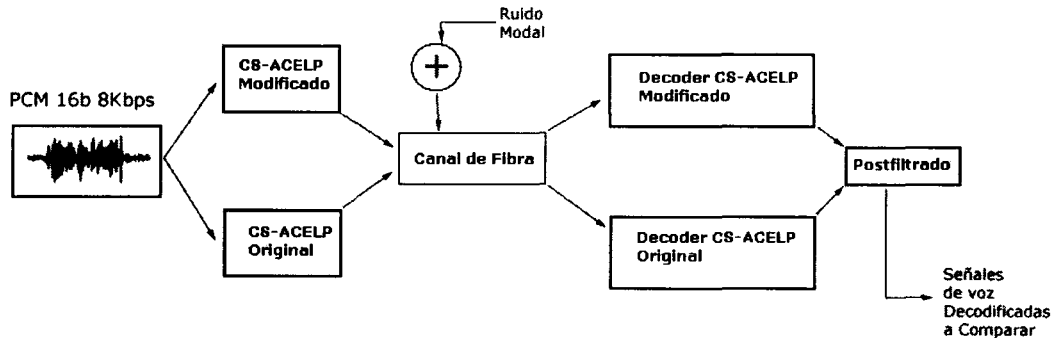 Ruido
Modal
CS-ACELP
Modificado
Decoder CS-ACELP
Modificado
PCM 16b 8Kbps
Canal de Fibra
Postfiltrado
CS-ACELP
Original
Decoder CS-ACELP
Original
Señales
de voz
Decodificadas
a Comparar